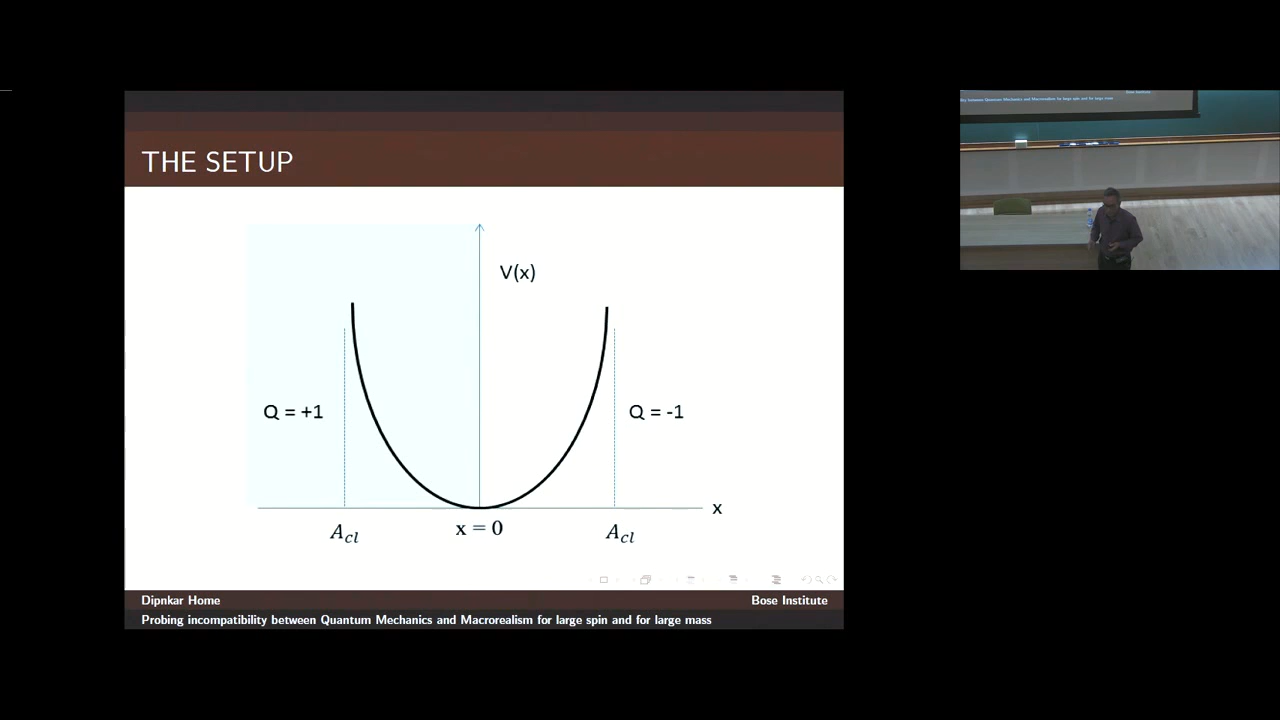 THE SETUP
V(x)
Q = +1
Q = -1
x
A_cl
x = 0
A_cl
Dipnkar Home
Bose Institute
Probing incompatibility between Quantum Mechanics and Macrorealism for large spin and for large mass